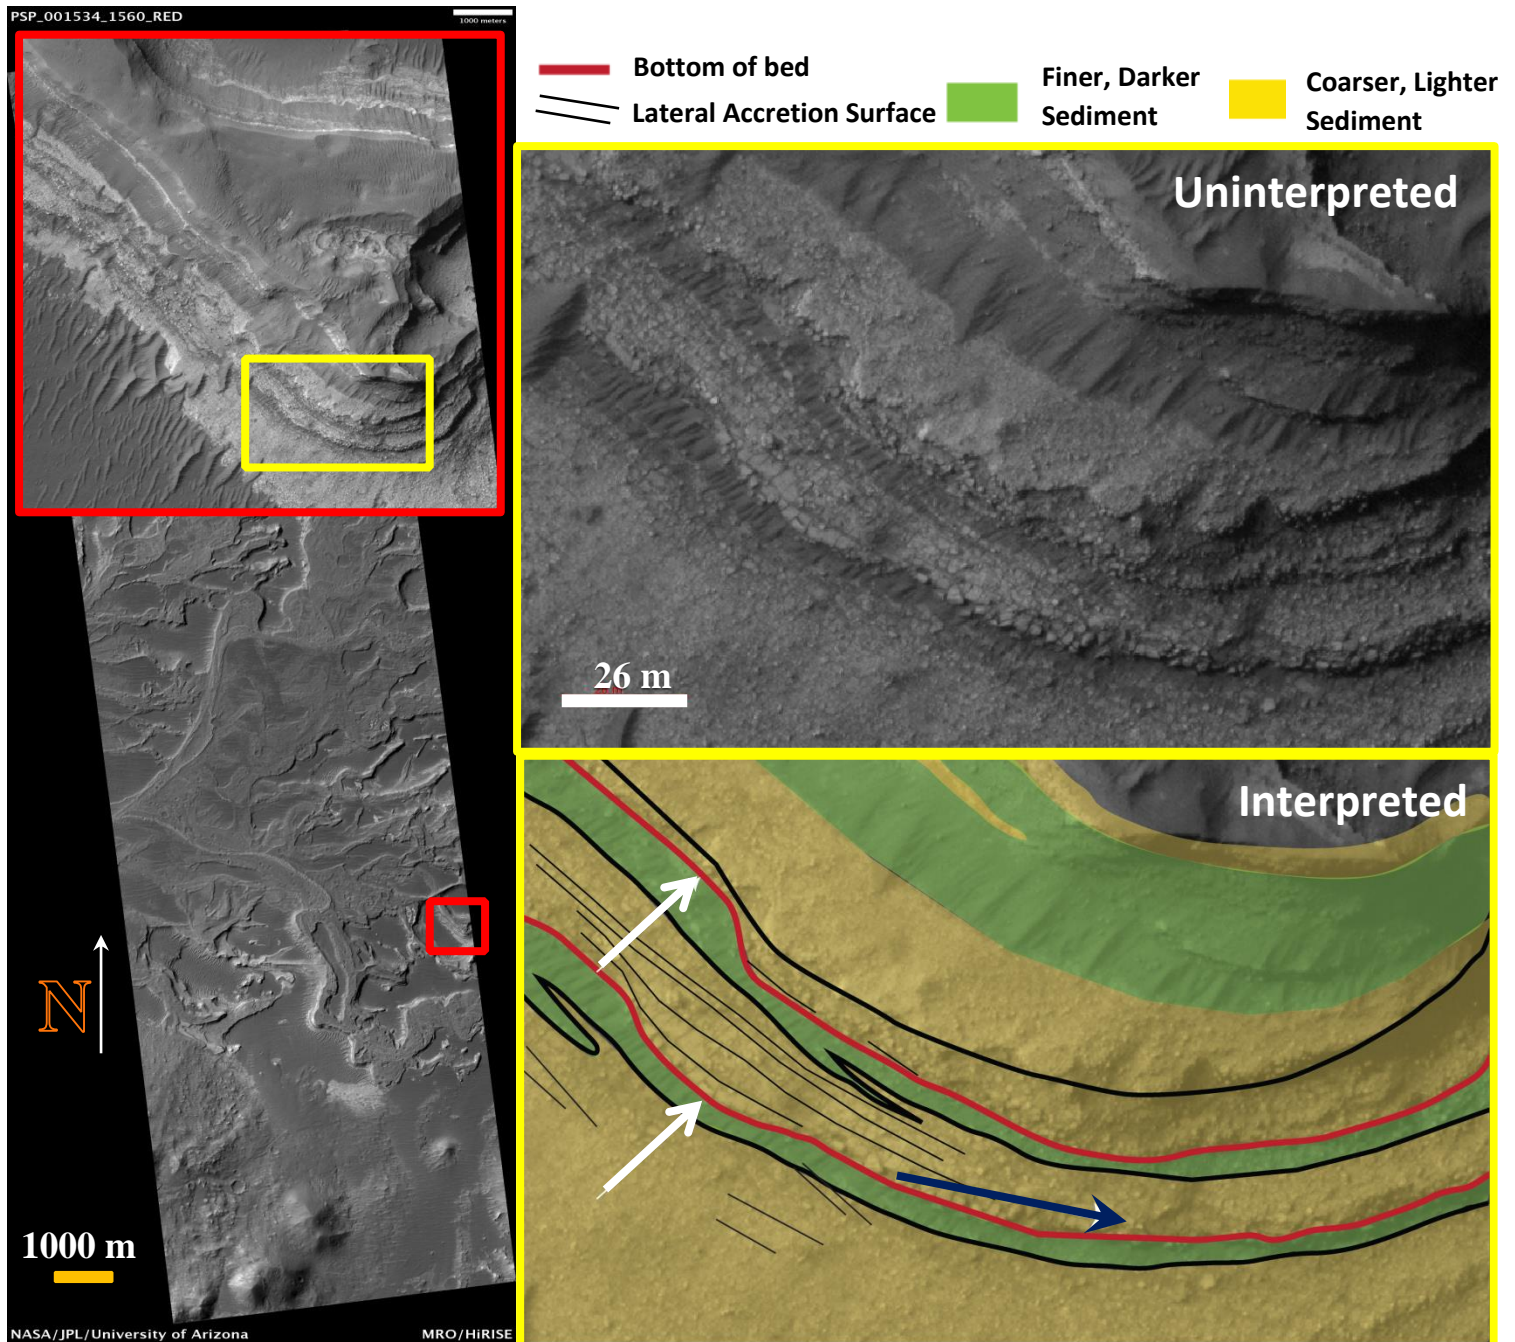 PSP_001534_1560_RED
1000 meters
Bottom of bed
Lateral Accretion Surface
Finer, Darker
Sediment
Coarser, Lighter
Sediment
Uninterpreted
26 m
Interpreted
N
1000 m
NASA/JPL/University of Arizona
MRO/HiRISE